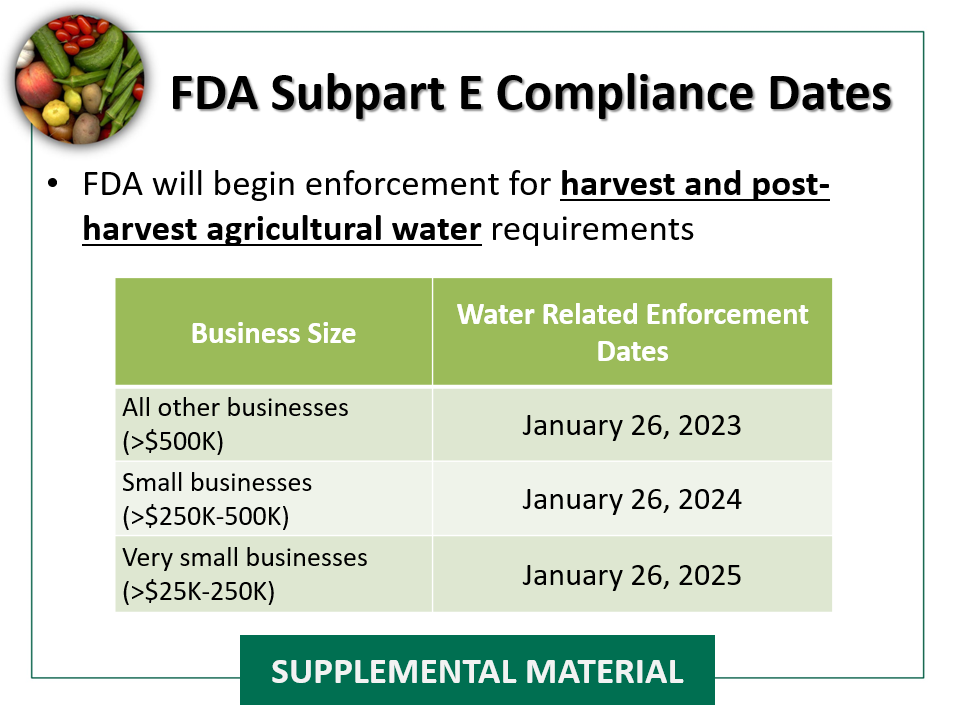 FDA Subpart E Compliance Dates
• FDA will begin enforcement for harvest and post-
harvest agricultural water requirements
Business Size
Water Related Enforcement
Dates
All other businesses
(>$500K)
January 26, 2023
Small businesses
(>$250K-500K)
January 26, 2024
Very small businesses
(>$25K-250K)
January 26, 2025
SUPPLEMENTAL MATERIAL